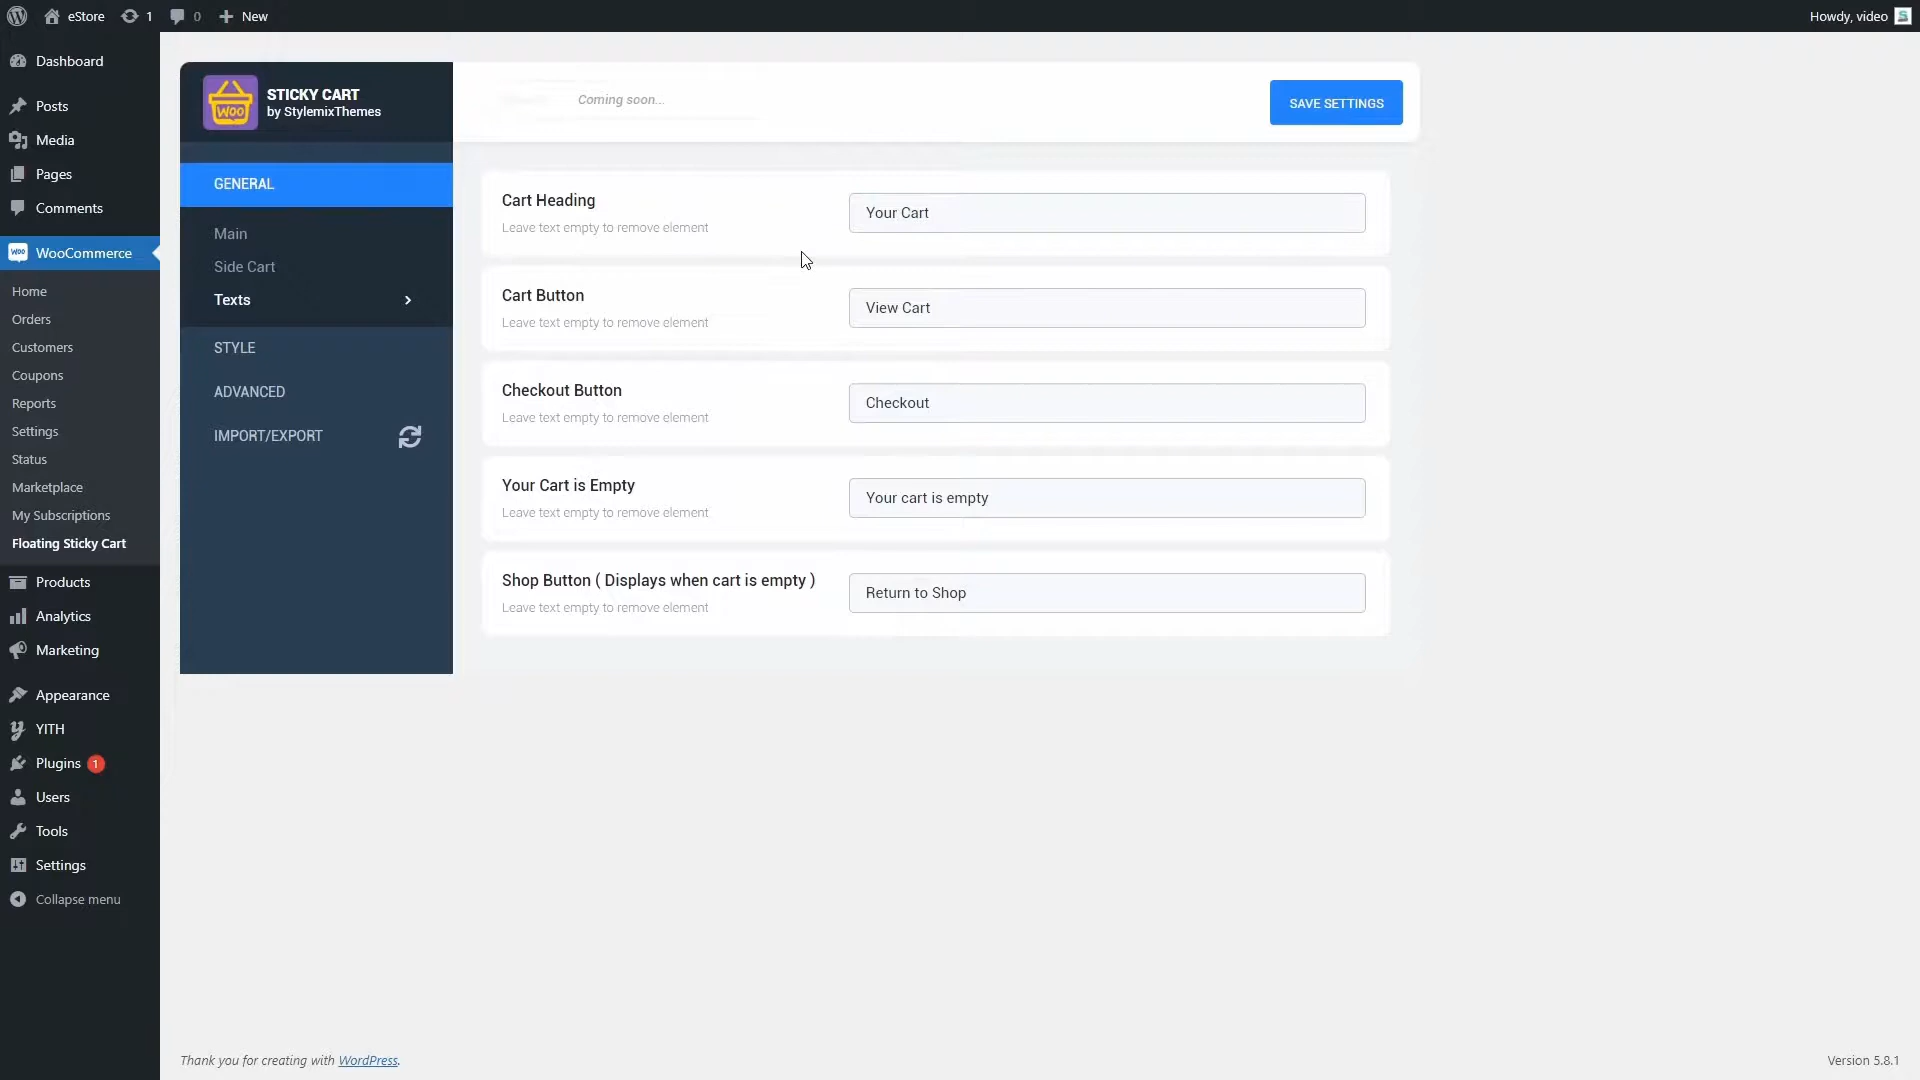 eStore
1
0
New
Howdy, video
Dashboard
Posts
Media
Pages
Comments
WooCommerce
Home
Orders
Customers
Coupons
Reports
Settings
Status
Marketplace
My Subscriptions
Floating Sticky Cart
Products
Analytics
Marketing
Appearance
YITH
Plugins 1
Users
Tools
Settings
Collapse menu
WOO
STICKY CART
by StylemixThemes
GENERAL
Main
Side Cart
Texts
STYLE
ADVANCED
IMPORT/EXPORT
Coming soon...
SAVE SETTINGS
Cart Heading
Leave text empty to remove element
Your Cart
Cart Button
Leave text empty to remove element
View Cart
Checkout Button
Leave text empty to remove element
Checkout
Your Cart is Empty
Leave text empty to remove element
Your cart is empty
Shop Button ( Displays when cart is empty )
Leave text empty to remove element
Return to Shop
Thank you for creating with WordPress.
Version 5.8.1